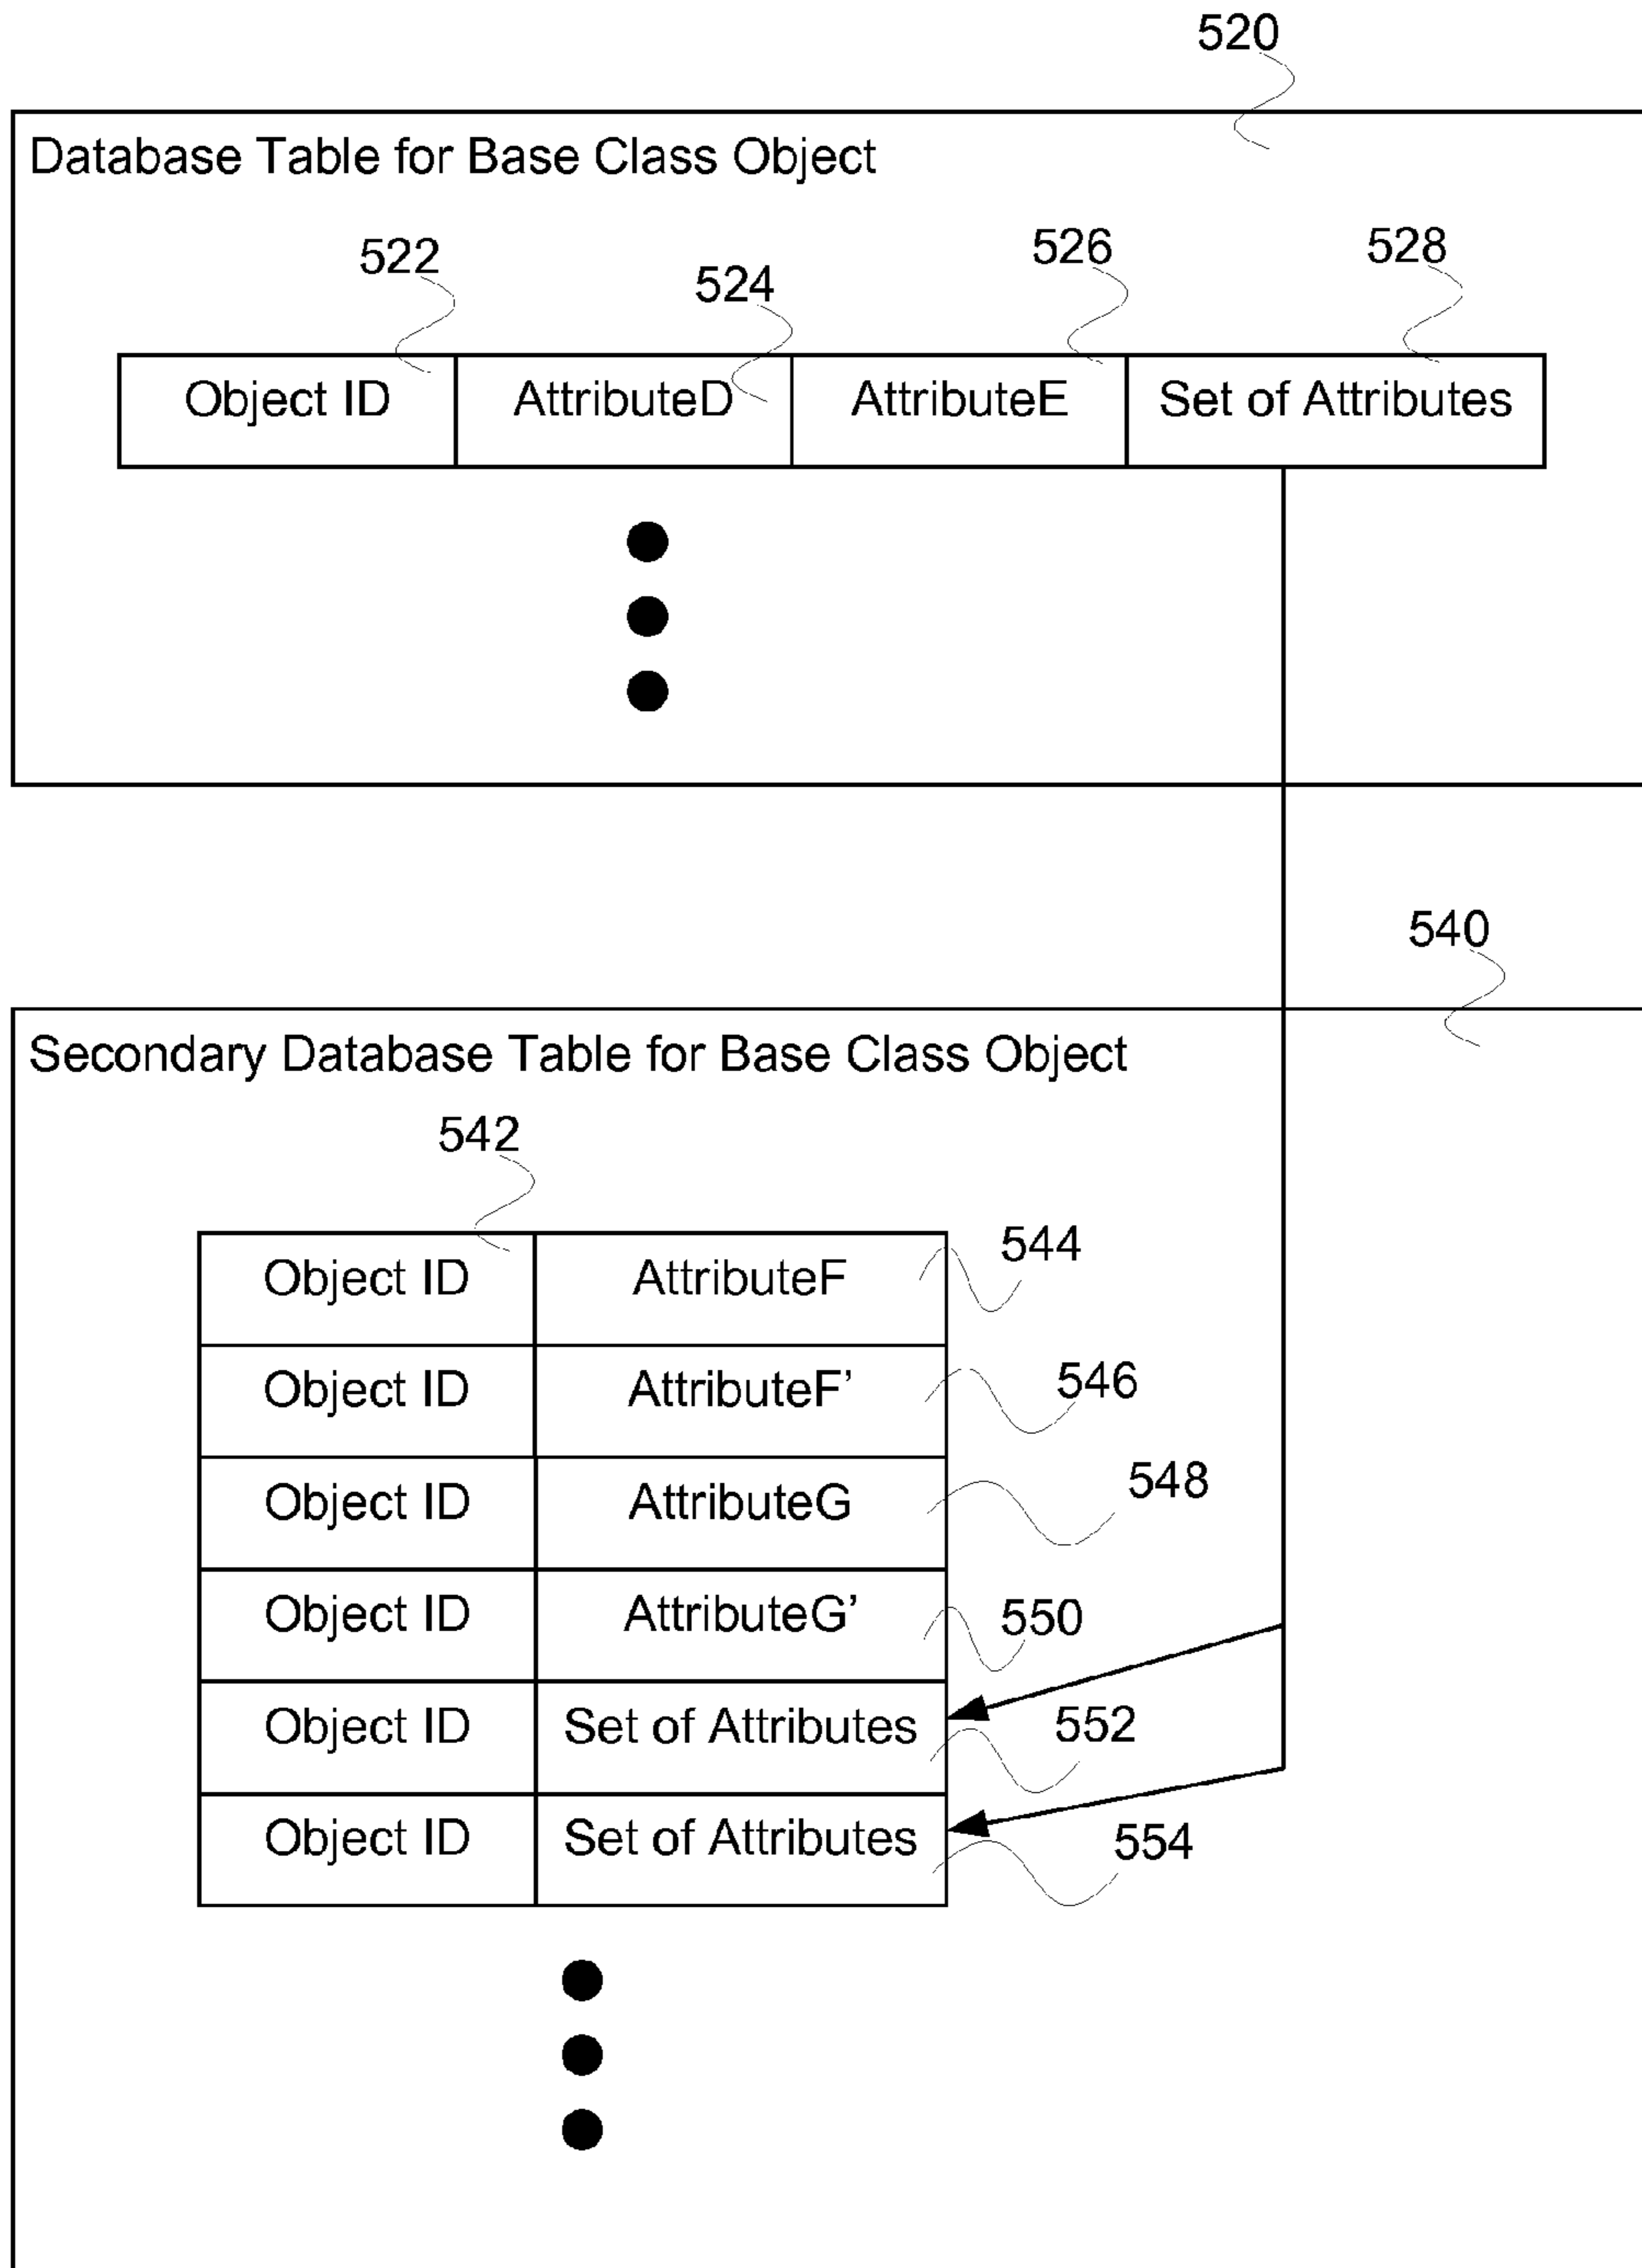 520
Database Table for Base Class Object
522
524
526
528
Object ID AttributeD AttributeE Set of Attributes
540
Secondary Database Table for Base Class Object
542
Object ID AttributeF 544
Object ID AttributeF’ 546
Object ID AttributeG 548
Object ID AttributeG’ 550
Object ID Set of Attributes 552
Object ID Set of Attributes 554